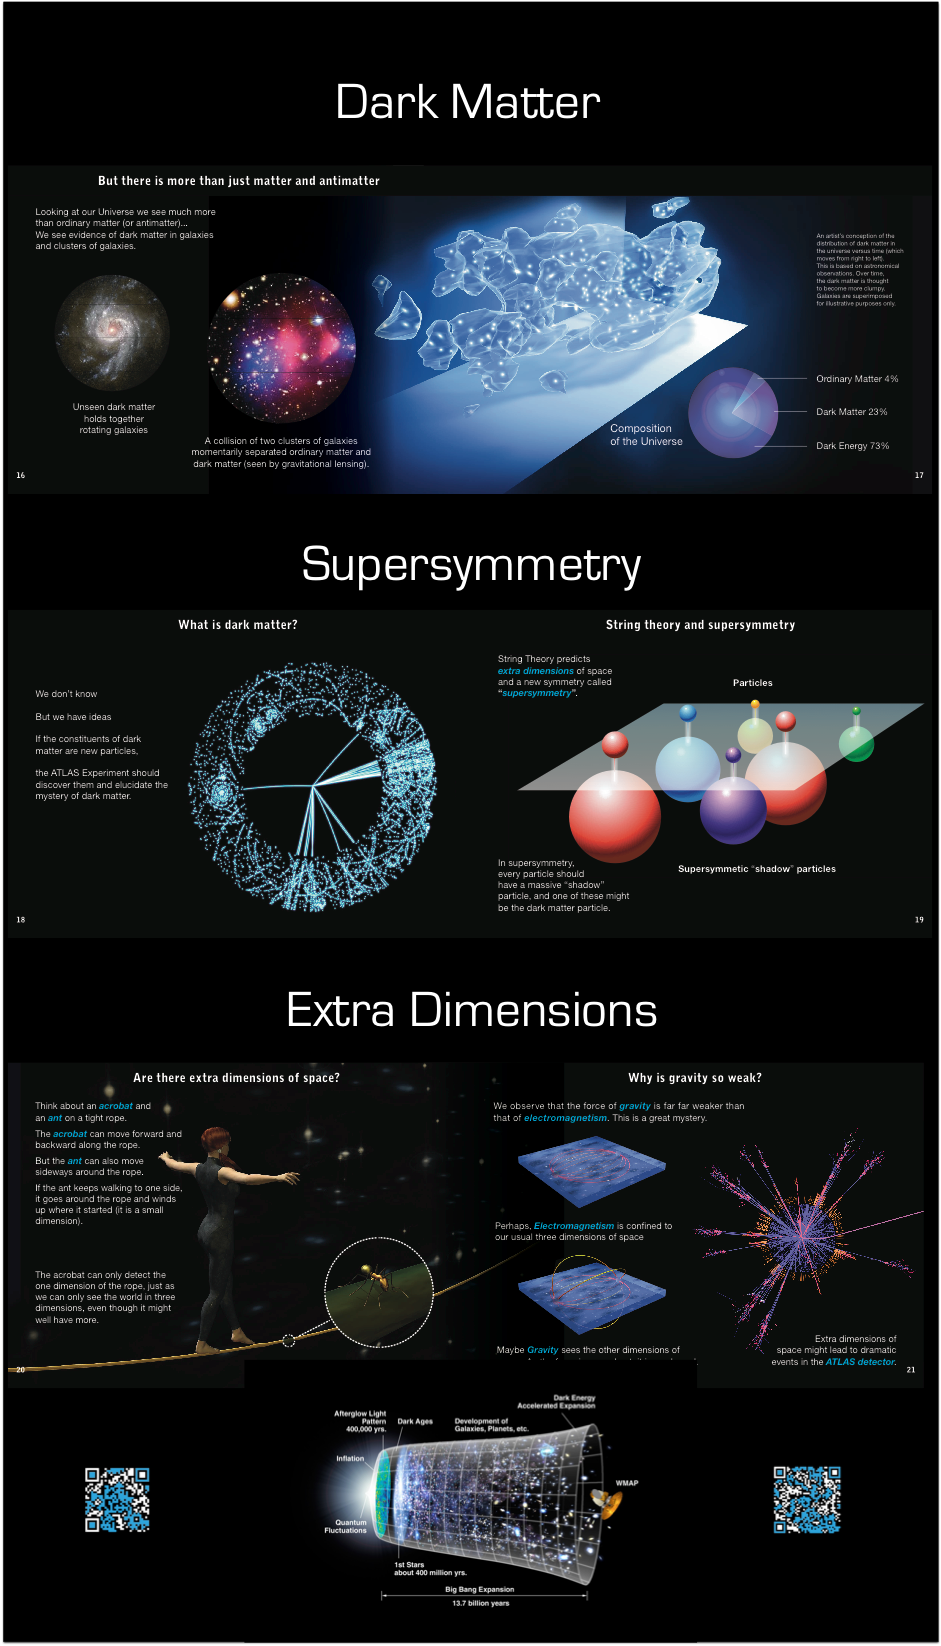 Dark Matter
But there is more than just matter and antimatter
Looking at our Universe we see much more
than ordinary matter (or antimatter)...
We see evidence of dark matter in galaxies
and clusters of galaxies.
Unseen dark matter
holds together
rotating galaxies
A collision of two clusters of galaxies
momentarily separated ordinary matter and
dark matter (seen by gravitational lensing).
An artist's conception of the
distribution of dark matter in
the universe versus time (which
moves from right to left).
This is based on astronomical
observations. Over time,
the dark matter is thought
to become more clumpy.
Galaxies are superimposed
for illustrative purposes only.
Composition
of the Universe
Ordinary Matter 4%
Dark Matter 23%
Dark Energy 73%
16
17
Supersymmetry
What is dark matter?
We don't know
But we have ideas
If the constituents of dark
matter are new particles,
the ATLAS Experiment should
discover them and elucidate the
mystery of dark matter.
18
String theory and supersymmetry
String Theory predicts
extra dimensions of space
and a new symmetry called
“supersymmetry”.
Particles
In supersymmetry,
every particle should
have a massive “shadow”
particle, and one of these might
be the dark matter particle.
Supersymmetic “shadow” particles
19
Extra Dimensions
Are there extra dimensions of space?
Think about an acrobat and
an ant on a tight rope.
The acrobat can move forward and
backward along the rope.
But the ant can also move
sideways around the rope.
If the ant keeps walking to one side,
it goes around the rope and winds
up where it started (it is a small
dimension).
The acrobat can only detect the
one dimension of the rope, just as
we can only see the world in three
dimensions, even though it might
well have more.
20
Why is gravity so weak?
We observe that the force of gravity is far far weaker than
that of electromagnetism. This is a great mystery.
Perhaps, Electromagnetism is confined to
our usual three dimensions of space
Maybe Gravity sees the other dimensions of
Extra dimensions of
space might lead to dramatic
events in the ATLAS detector.
21
Dark Energy
Accelerated Expansion
Afterglow Light
Pattern
400,000 yrs.
Dark Ages
Development of
Galaxies, Planets, etc.
Inflation
WMAP
Quantum
Fluctuations
1st Stars
about 400 million yrs.
Big Bang Expansion
13.7 billion years